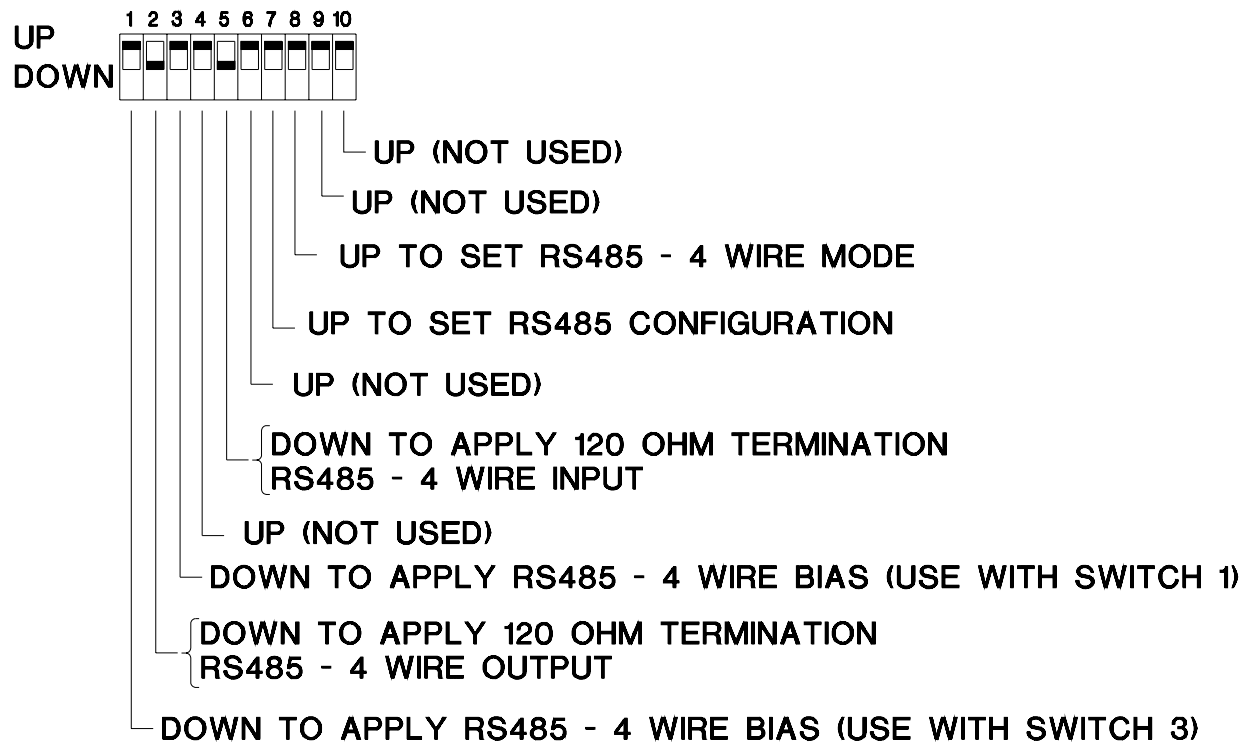 1 2 3 4 5 6 7 8 9 10
UP
DOWN
UP (NOT USED)
UP (NOT USED)
UP TO SET RS485 - 4 WIRE MODE
UP TO SET RS485 CONFIGURATION
UP (NOT USED)
DOWN TO APPLY 120 OHM TERMINATION
RS485 - 4 WIRE INPUT
UP (NOT USED)
DOWN TO APPLY RS485 - 4 WIRE BIAS (USE WITH SWITCH 1)
DOWN TO APPLY 120 OHM TERMINATION
RS485 - 4 WIRE OUTPUT
DOWN TO APPLY RS485 - 4 WIRE BIAS (USE WITH SWITCH 3)